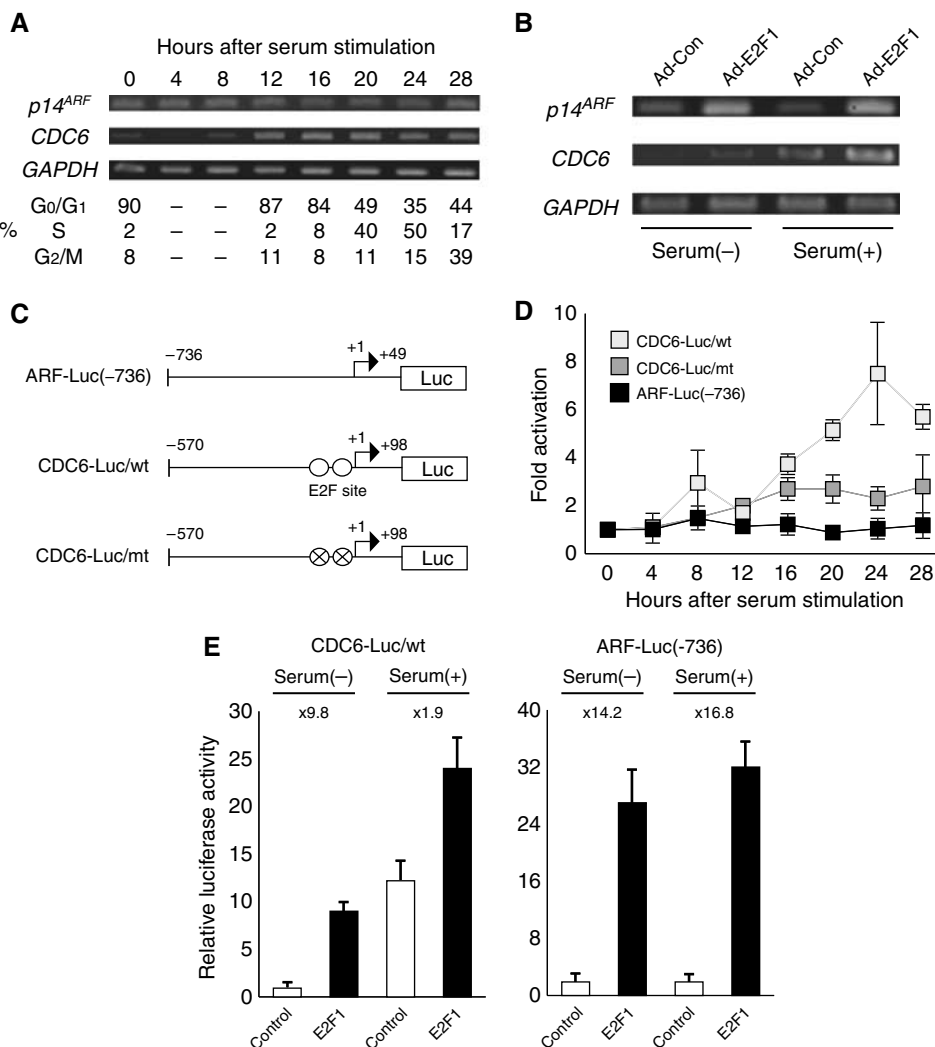 A
Hours after serum stimulation
0 4 8 12 16 20 24 28
p14ARF
CDC6
GAPDH
G0/G1 90 – – 87 84 49 35 44
% S 2 – – 2 8 40 50 17
G2/M 8 – – 11 8 11 15 39
B
Ad-Con Ad-E2F1 Ad-Con Ad-E2F1
p14ARF
CDC6
GAPDH
Serum(–) Serum(+)
C
–736 +1 +49
ARF-Luc(–736) Luc
–570 +1 +98
CDC6-Luc/wt Luc
E2F site
–570 +1 +98
CDC6-Luc/mt Luc
D
Fold activation
10
8
6
4
2
0
CDC6-Luc/wt
CDC6-Luc/mt
ARF-Luc(–736)
0 4 8 12 16 20 24 28
Hours after serum stimulation
E
CDC6-Luc/wt
Serum(–) Serum(+)
x9.8 x1.9
Relative luciferase activity
30
25
20
15
10
5
0
Control E2F1 Control E2F1
ARF-Luc(-736)
Serum(–) Serum(+)
x14.2 x16.8
40
32
24
16
8
0
Control E2F1 Control E2F1